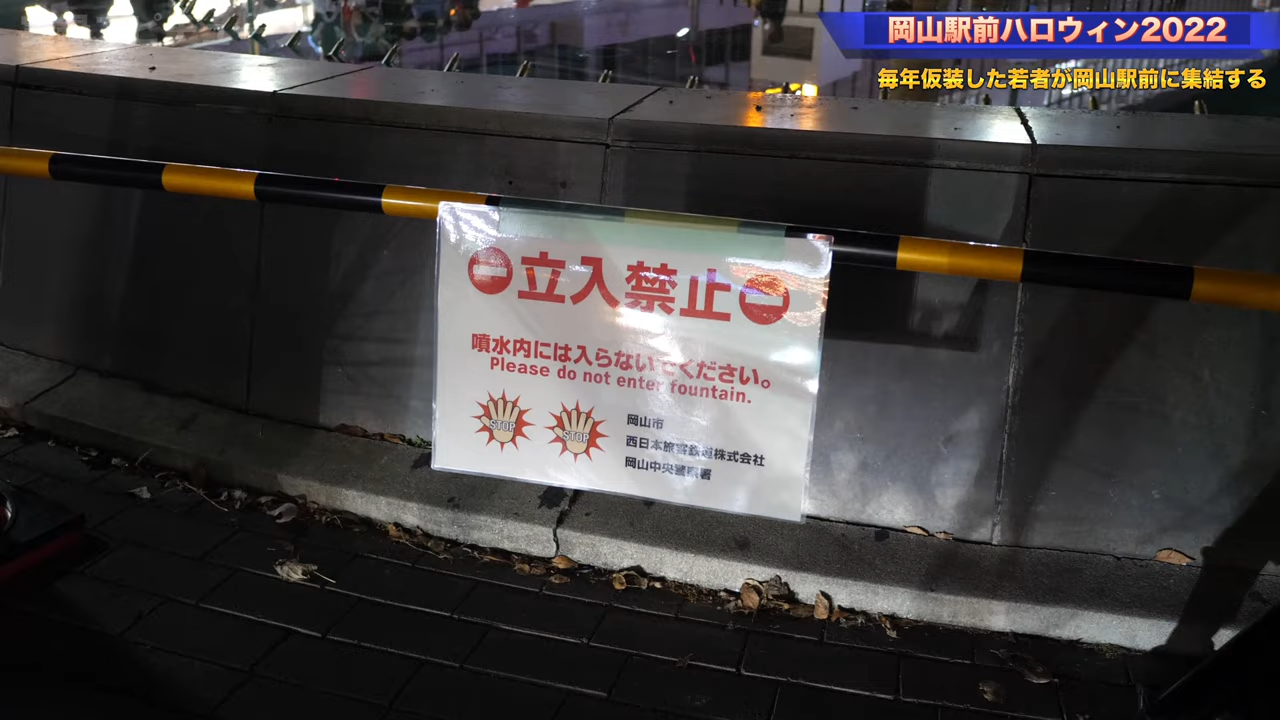 岡山駅前ハロウィン2022
毎年仮装した若者が岡山駅前に集結する
立入禁止
噴水内には入らないでください。
Please do not enter fountain.
STOP STOP
岡山市
西日本旅客鉄道株式会社
岡山中央警察署